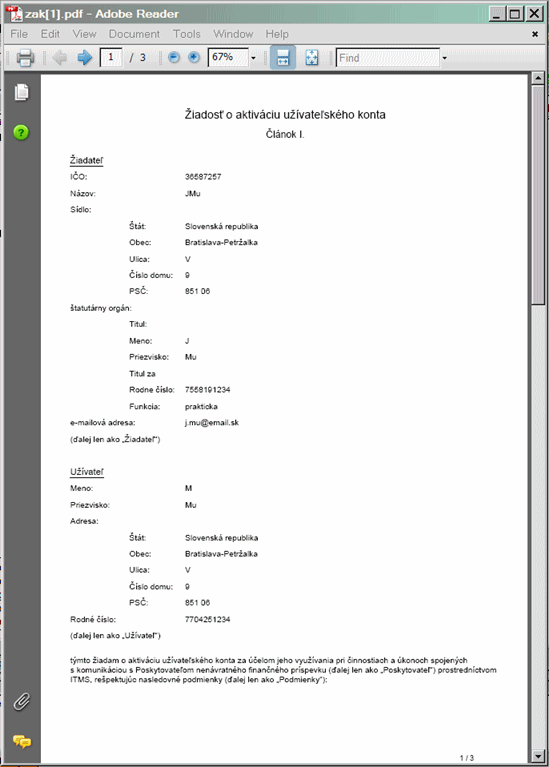 zak[1].pdf - Adobe Reader
File Edit View Document Tools Window Help
1 / 3 67% Find
Žiadosť o aktiváciu užívateľského konta
Článok I.
Žiadateľ
IČO: 36587257
Názov: JMu
Sídlo:
Štát: Slovenská republika
Obec: Bratislava-Petržalka
Ulica: V
Číslo domu: 9
PSČ: 851 06
štatutárny orgán:
Titul:
Meno: J
Priezvisko: Mu
Titul za
Rodne číslo: 7558191234
Funkcia: prakticka
e-mailová adresa: j.mu@email.sk
(ďalej len ako „Žiadateľ")
Užívateľ
Meno: M
Priezvisko: Mu
Adresa:
Štát: Slovenská republika
Obec: Bratislava-Petržalka
Ulica: V
Číslo domu: 9
PSČ: 851 06
Rodné číslo: 7704251234
(ďalej len ako „Užívateľ")
týmto žiadam o aktiváciu užívateľského konta za účelom jeho využívania pri činnostiach a úkonoch spojených
s komunikáciou s Poskytovateľom nenávratného finančného príspevku (ďalej len ako „Poskytovateľ") prostredníctvom
ITMS, rešpektujúc nasledovné podmienky (ďalej len ako „Podmienky"):
1 / 3